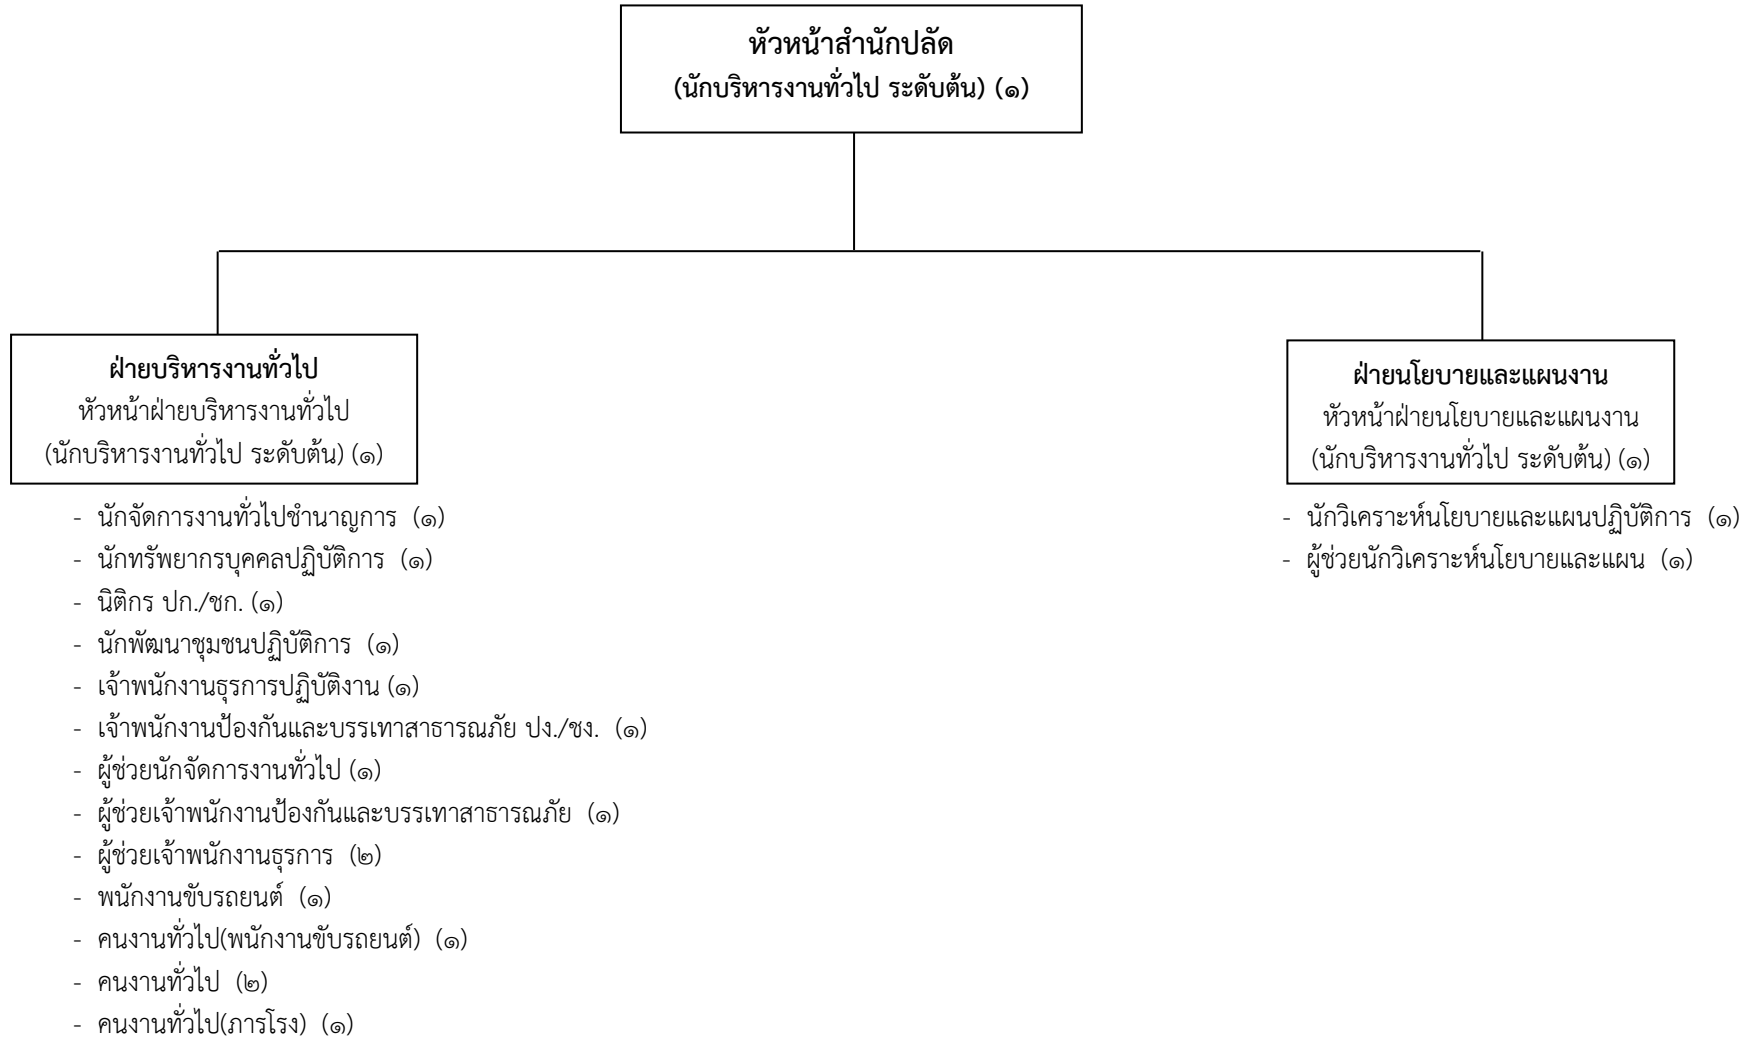 หัวหน้าสำนักปลัด
(นักบริหารงานทั่วไป ระดับต้น) (๑)
ฝ่ายบริหารงานทั่วไป
หัวหน้าฝ่ายบริหารงานทั่วไป
(นักบริหารงานทั่วไป ระดับต้น) (๑)
- นักจัดการงานทั่วไปชำนาญการ (๑)
- นักทรัพยากรบุคคลปฏิบัติการ (๑)
- นิติกร ปก./ชก. (๑)
- นักพัฒนาชุมชนปฏิบัติการ (๑)
- เจ้าพนักงานธุรการปฏิบัติงาน (๑)
- เจ้าพนักงานป้องกันและบรรเทาสาธารณภัย ปง./ชง. (๑)
- ผู้ช่วยนักจัดการงานทั่วไป (๑)
- ผู้ช่วยเจ้าพนักงานป้องกันและบรรเทาสาธารณภัย (๑)
- ผู้ช่วยเจ้าพนักงานธุรการ (๒)
- พนักงานขับรถยนต์ (๑)
- คนงานทั่วไป(พนักงานขับรถยนต์) (๑)
- คนงานทั่วไป (๒)
- คนงานทั่วไป(ภารโรง) (๑)
ฝ่ายนโยบายและแผนงาน
หัวหน้าฝ่ายนโยบายและแผนงาน
(นักบริหารงานทั่วไป ระดับต้น) (๑)
- นักวิเคราะห์นโยบายและแผนปฏิบัติการ (๑)
- ผู้ช่วยนักวิเคราะห์นโยบายและแผน (๑)